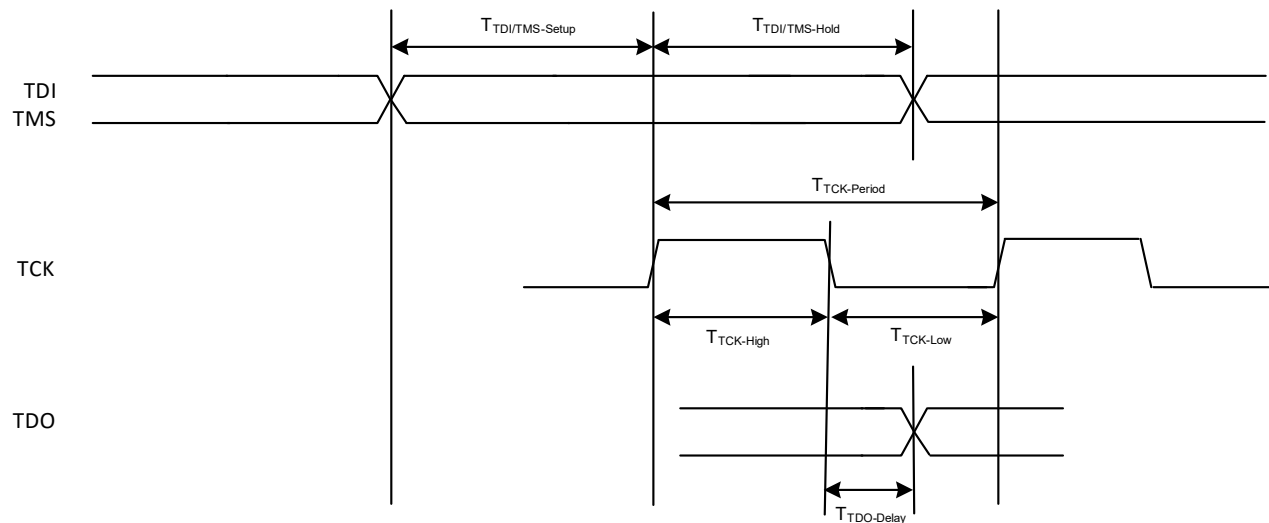 TTDI/TMS-Setup
TTDI/TMS-Hold
TDI
TMS
TTCK-Period
TCK
TTCK-High
TTCK-Low
TDO
TTDO-Delay